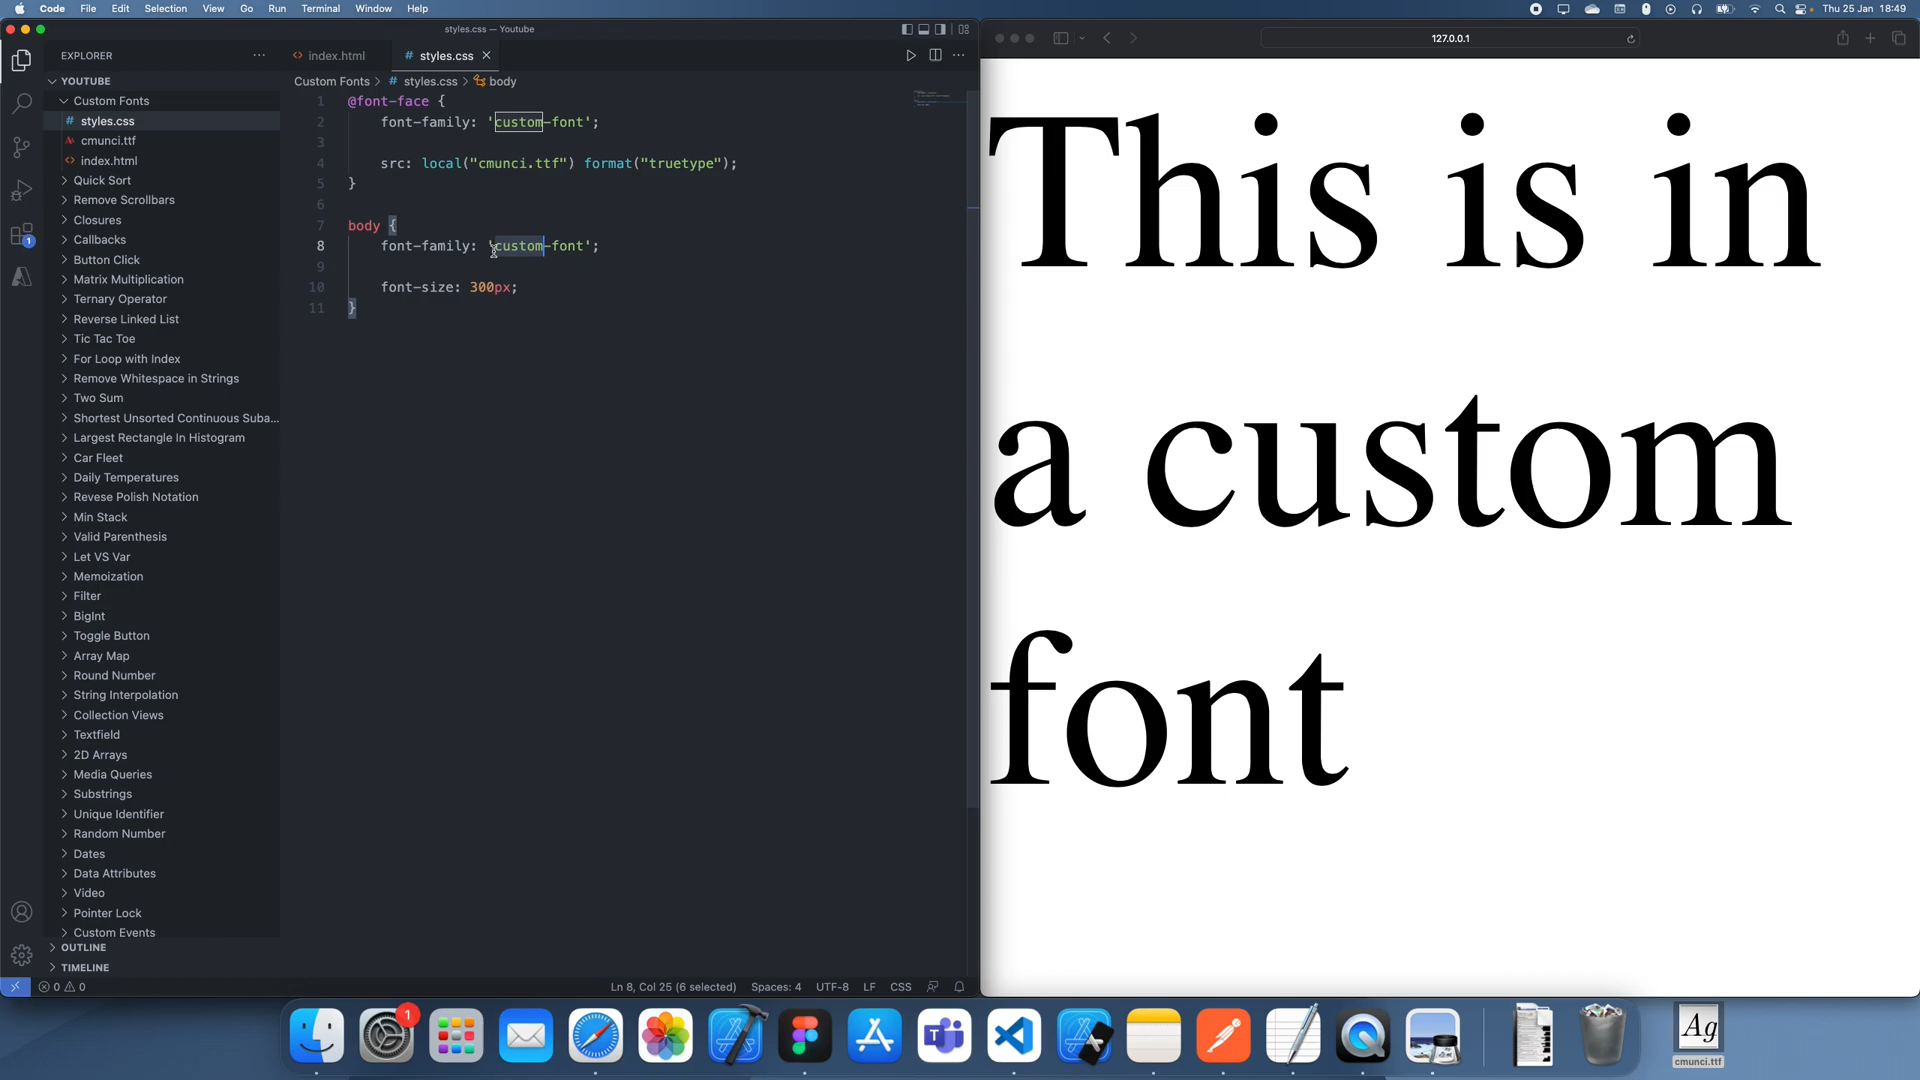 Code File Edit Selection View Go Run Terminal Window Help
Thu 25 Jan 18:49
styles.css — Youtube
127.0.0.1
EXPLORER
index.html
styles.css
YOUTUBE
Custom Fonts
styles.css
cmunci.ttf
index.html
Quick Sort
Remove Scrollbars
Closures
Callbacks
Button Click
Matrix Multiplication
Ternary Operator
Reverse Linked List
Tic Tac Toe
For Loop with Index
Remove Whitespace in Strings
Two Sum
Shortest Unsorted Continuous Suba...
Largest Rectangle In Histogram
Car Fleet
Daily Temperatures
Revese Polish Notation
Min Stack
Valid Parenthesis
Let VS Var
Memoization
Filter
BigInt
Toggle Button
Array Map
Round Number
String Interpolation
Collection Views
Textfield
2D Arrays
Media Queries
Substrings
Unique Identifier
Random Number
Dates
Data Attributes
Video
Pointer Lock
Custom Events
OUTLINE
TIMELINE
Custom Fonts > # styles.css > body
1 @font-face {
2 font-family: 'custom-font';
3
4 src: local("cmunci.ttf") format("truetype");
5 }
6
7 body {
8 font-family: 'custom-font';
9
10 font-size: 300px;
11 }
This is in
a custom
font
0 0
Ln 8, Col 25 (6 selected) Spaces: 4 UTF-8 LF CSS
1
1
Ag
cmunci.ttf